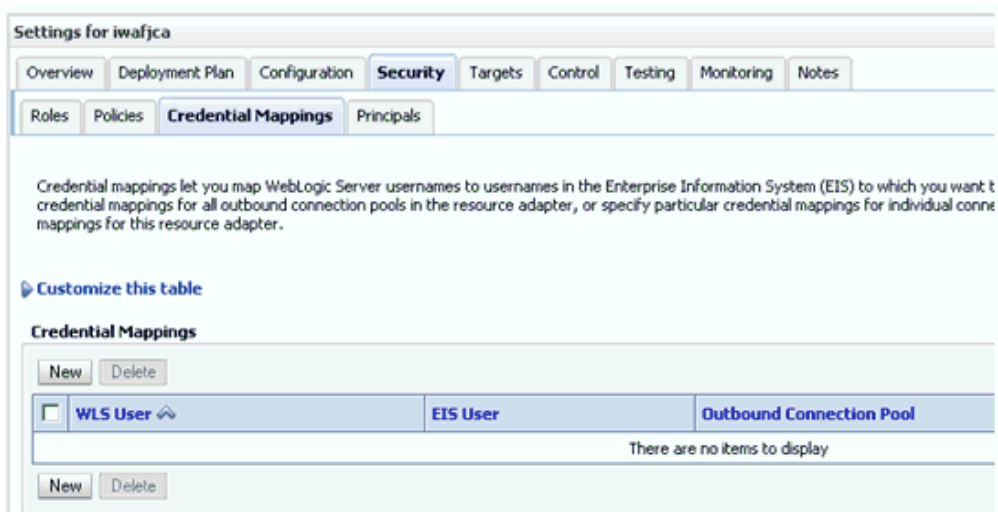 Settings for iwafjca
Overview Deployment Plan Configuration Security Targets Control Testing Monitoring Notes
Roles Policies Credential Mappings Principals
Credential mappings let you map WebLogic Server usernames to usernames in the Enterprise Information System (EIS) to which you want
credential mappings for all outbound connection pools in the resource adapter, or specify particular credential mappings for individual
mappings for this resource adapter.
Customize this table
Credential Mappings
New Delete
WLS User EIS User Outbound Connection Pool
There are no items to display
New Delete